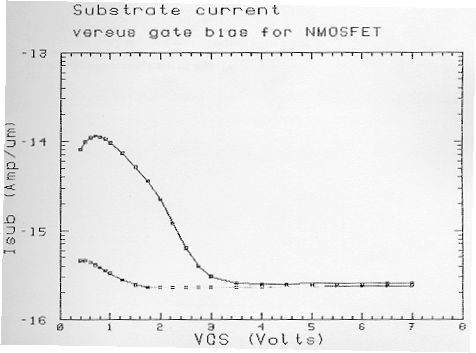 Substrate current
versus gate bias for NMOSFET
-13
-14
-15
-16
Isub (Amp/um)
0 1 2 3 4 5 6 7 8
VGS (Volts)